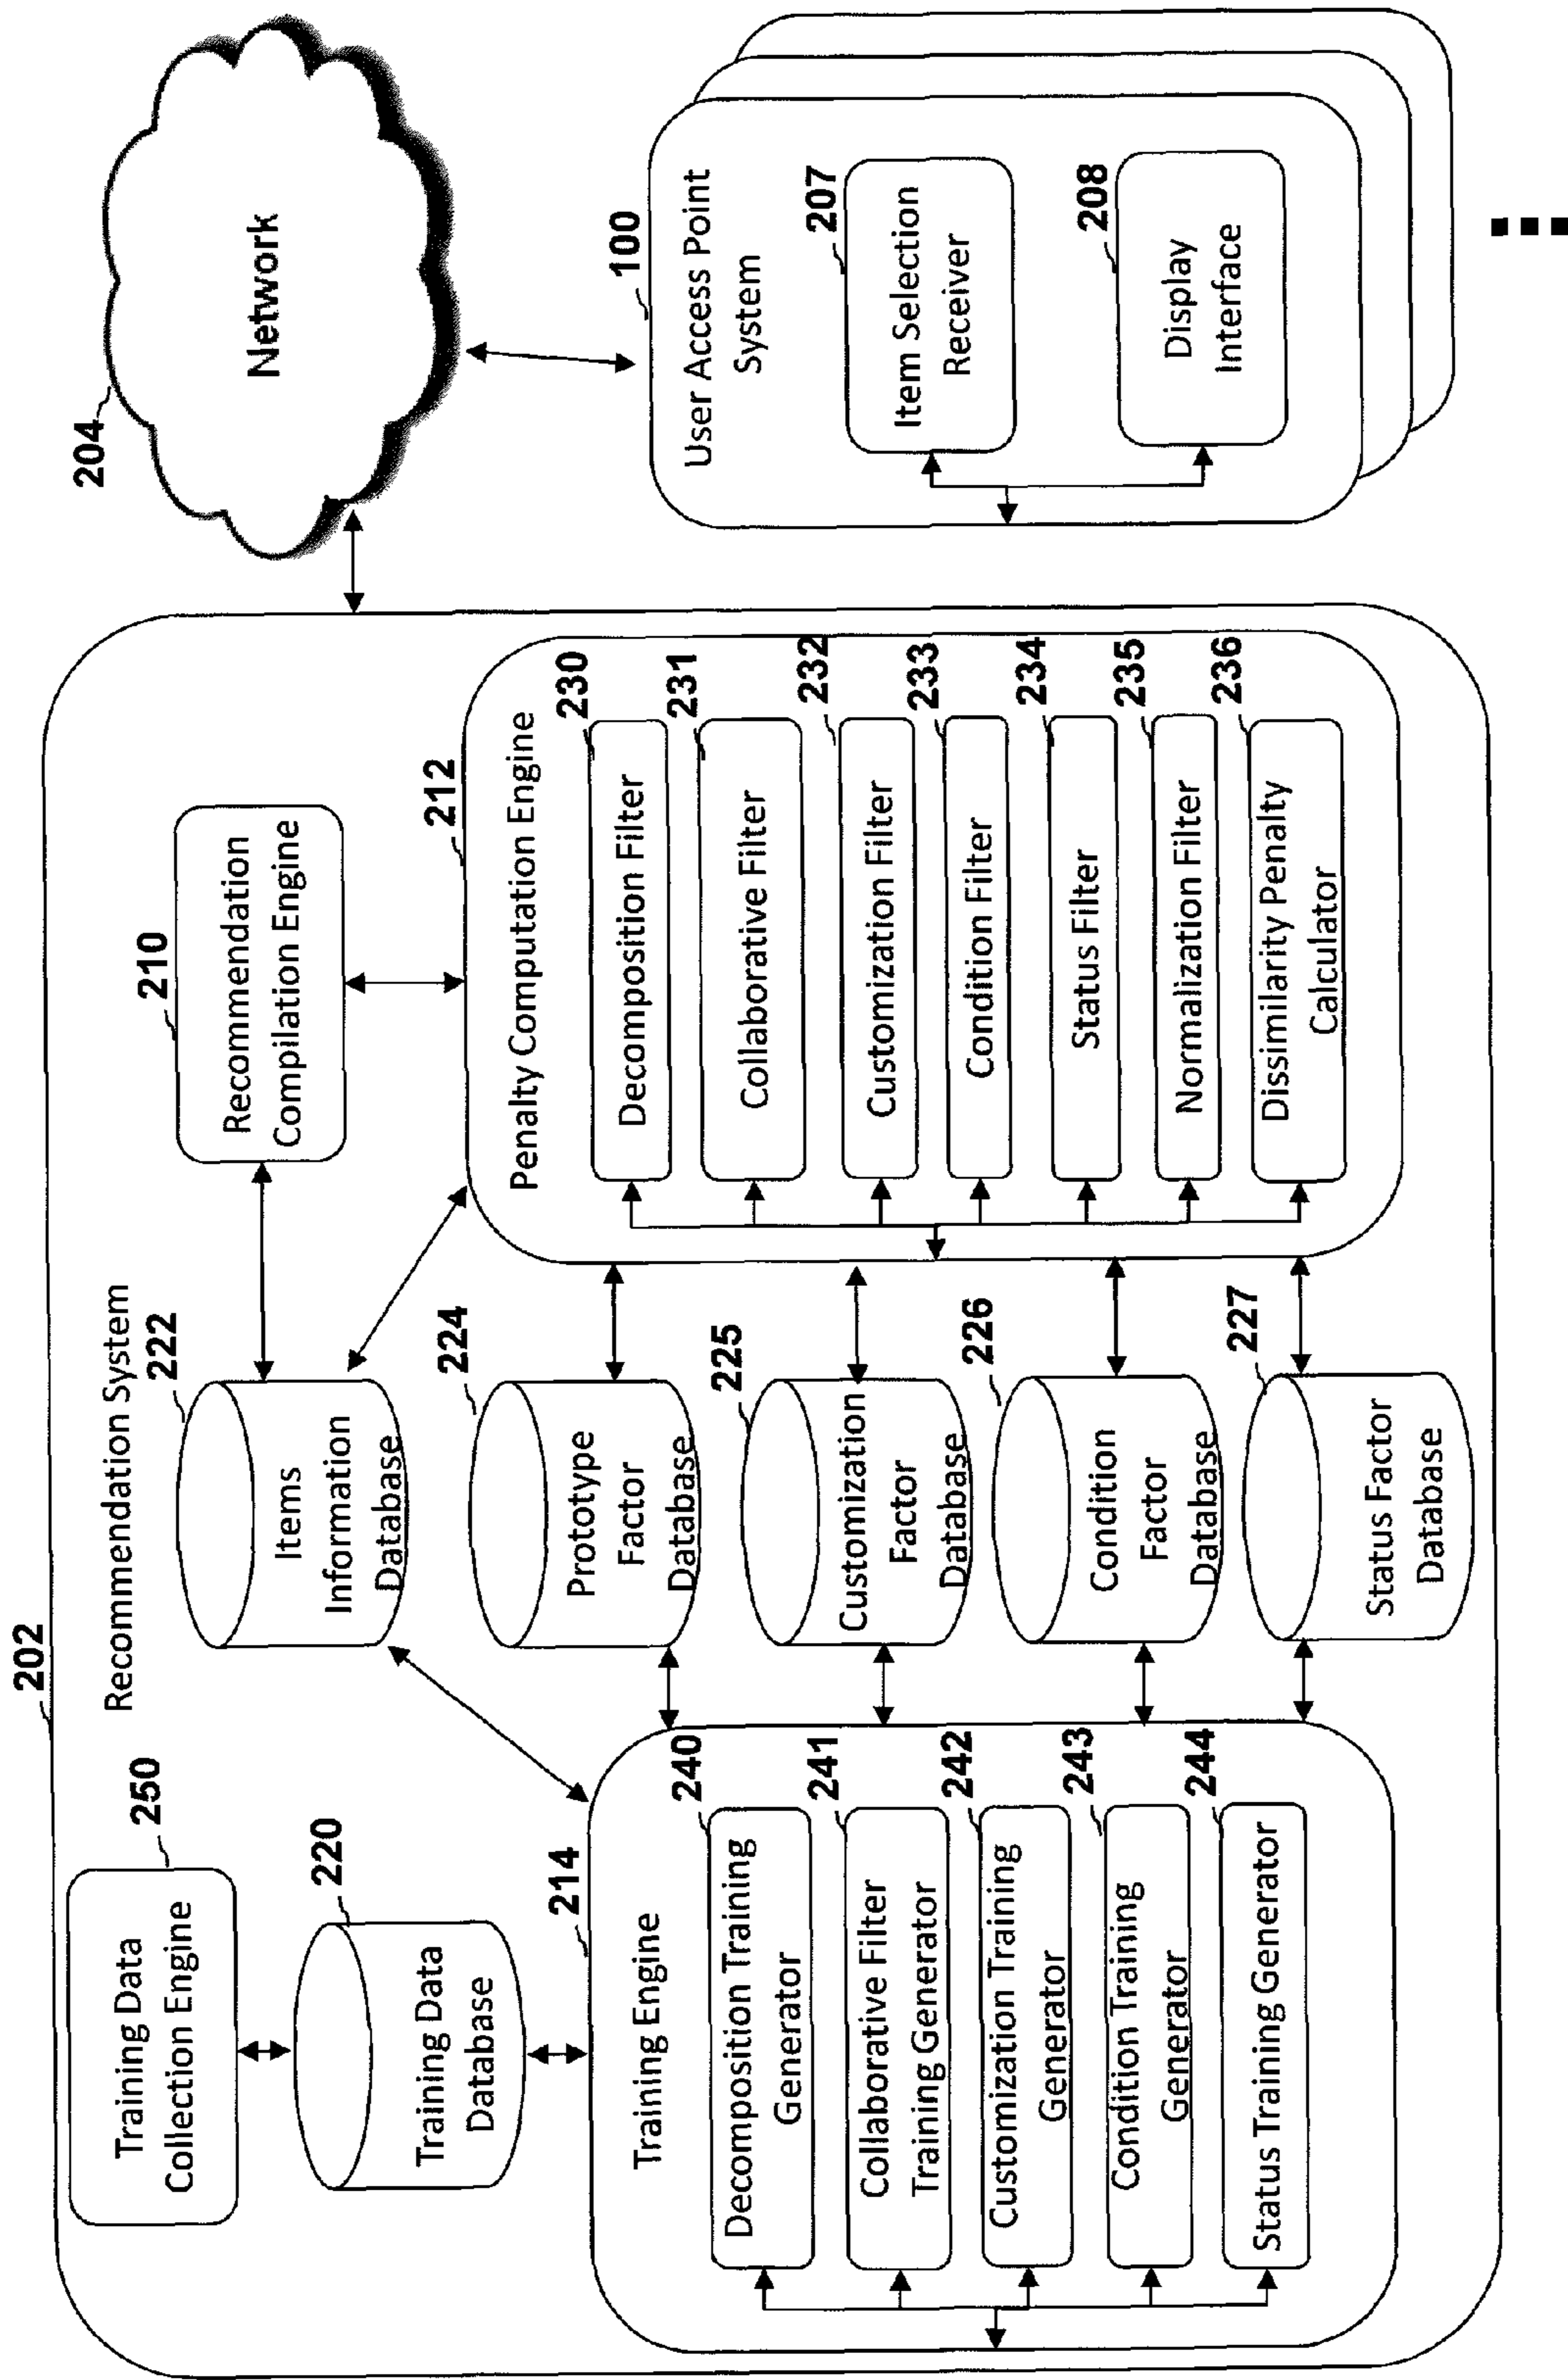 202
Recommendation System
250
Training Data
Collection Engine
220
Training Data
Database
214
Training Engine
240
Decomposition Training
Generator
241
Collaborative Filter
Training Generator
242
Customization Training
Generator
243
Condition Training
Generator
244
Status Training Generator
222
Items
Information
Database
224
Prototype
Factor
Database
225
Customization
Factor
Database
226
Condition
Factor
Database
227
Status Factor
Database
210
Recommendation
Compilation Engine
212
Penalty Computation Engine
230
Decomposition Filter
231
Collaborative Filter
232
Customization Filter
233
Condition Filter
234
Status Filter
235
Normalization Filter
236
Dissimilarity Penalty
Calculator
204
Network
100
User Access Point
System
207
Item Selection
Receiver
208
Display
Interface